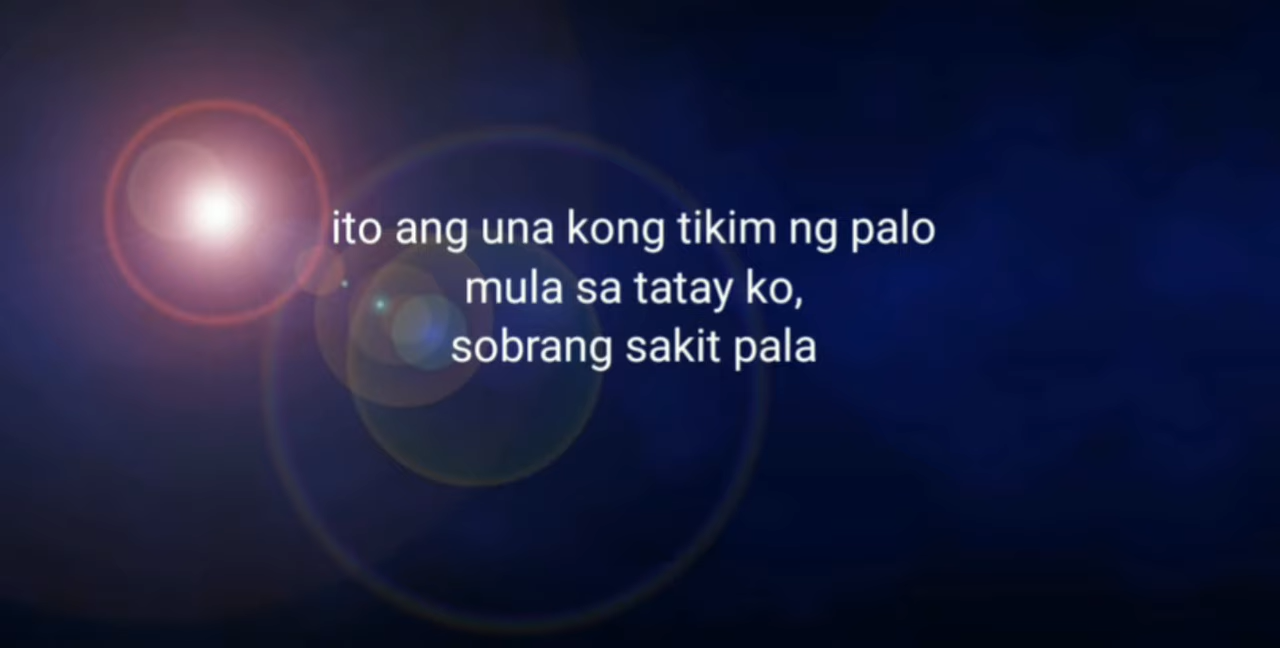 ito ang una kong tikim ng palo
mula sa tatay ko,
sobrang sakit pala